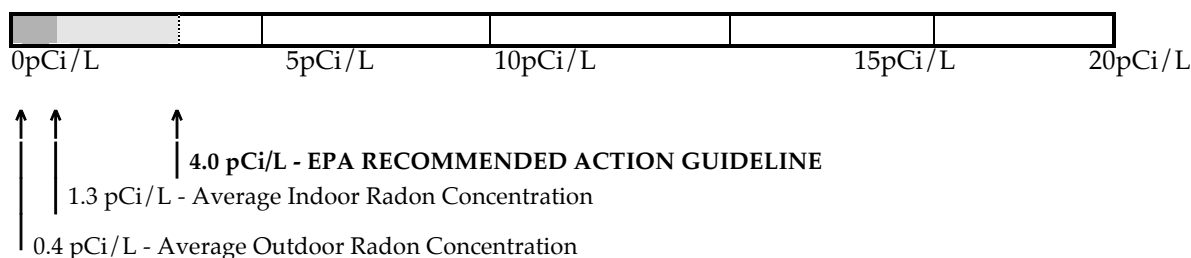 0pCi/L 5pCi/L 10pCi/L 15pCi/L 20pCi/L
4.0 pCi/L - EPA RECOMMENDED ACTION GUIDELINE
1.3 pCi/L - Average Indoor Radon Concentration
0.4 pCi/L - Average Outdoor Radon Concentration